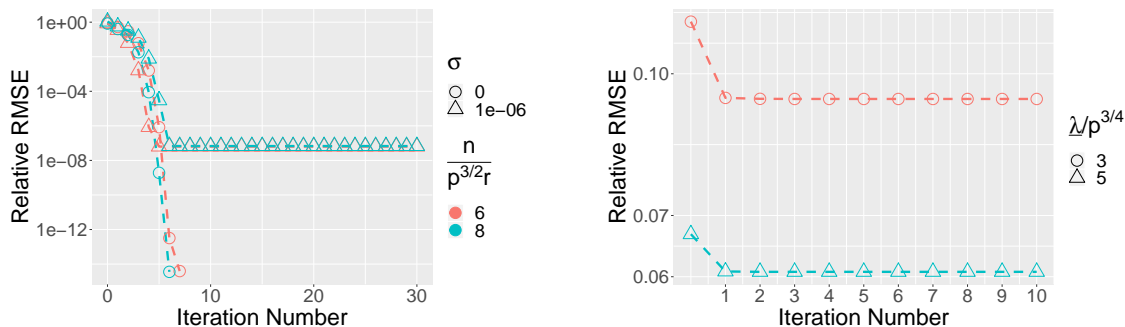 1e+00
1e−04
1e−08
1e−12
Relative RMSE
0
10
20
30
Iteration Number
σ
0
1e−06
n
p^{3/2}r
6
8
0.10
0.07
0.06
Relative RMSE
1
2
3
4
5
6
7
8
9
10
Iteration Number
λ/p^{3/4}
3
5